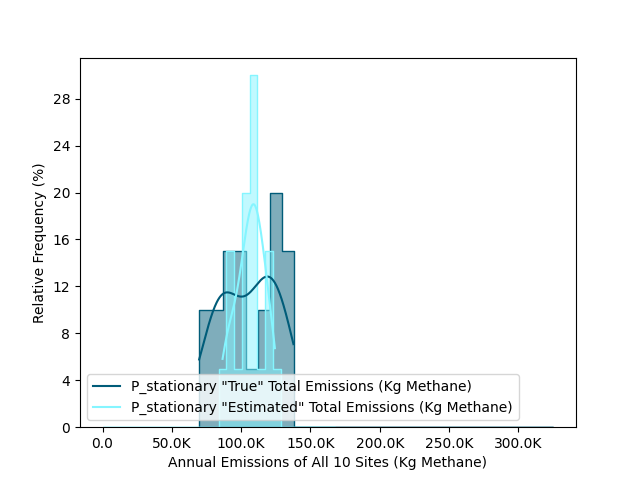 28
24
20
16
12
8
4
0
Relative Frequency (%)
P_stationary "True" Total Emissions (Kg Methane)
P_stationary "Estimated" Total Emissions (Kg Methane)
0.0 50.0K 100.0K 150.0K 200.0K 250.0K 300.0K
Annual Emissions of All 10 Sites (Kg Methane)